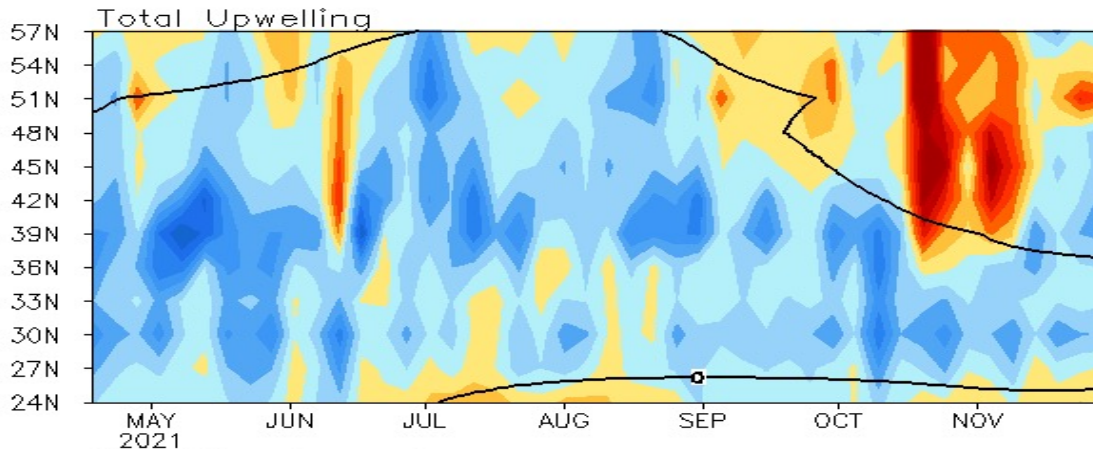 Total Upwelling
57N
54N
51N
48N
45N
42N
39N
36N
33N
30N
27N
24N
0
MAY JUN JUL AUG SEP OCT NOV
2021